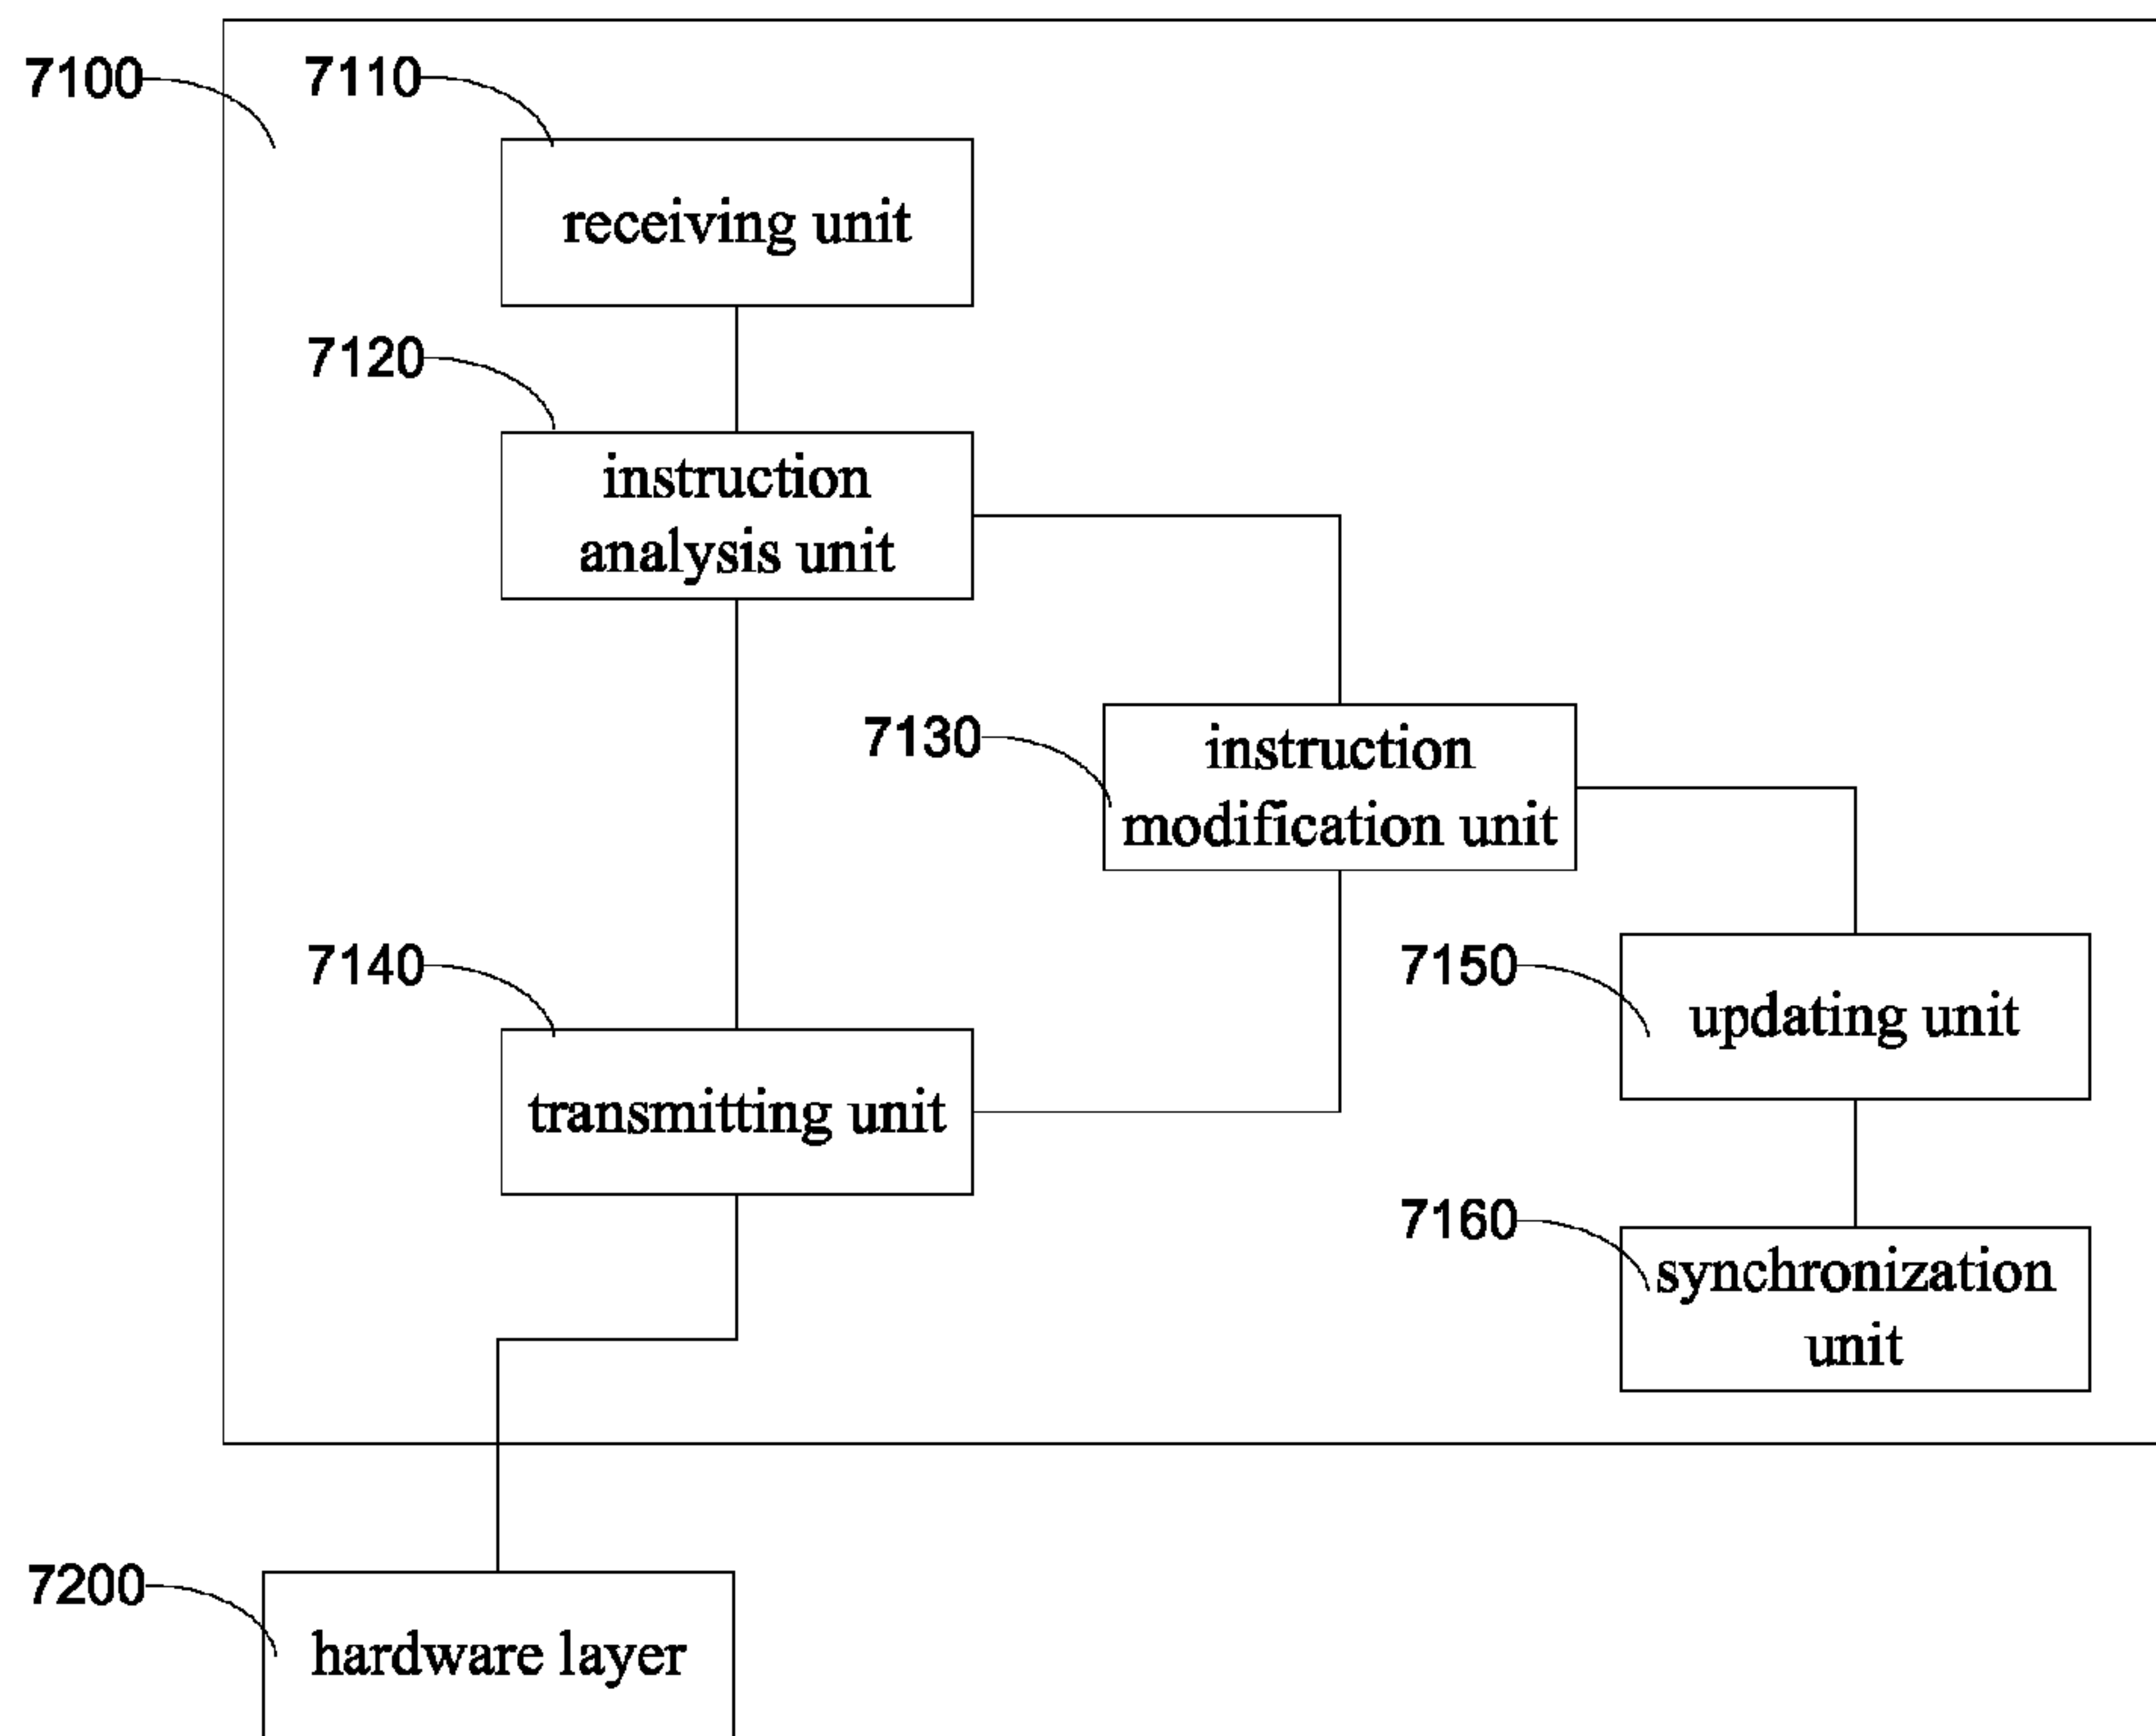 7100
7110
receiving unit
7120
instruction
analysis unit
7130
instruction
modification unit
7140
transmitting unit
7150
updating unit
7160
synchronization
unit
7200
hardware layer